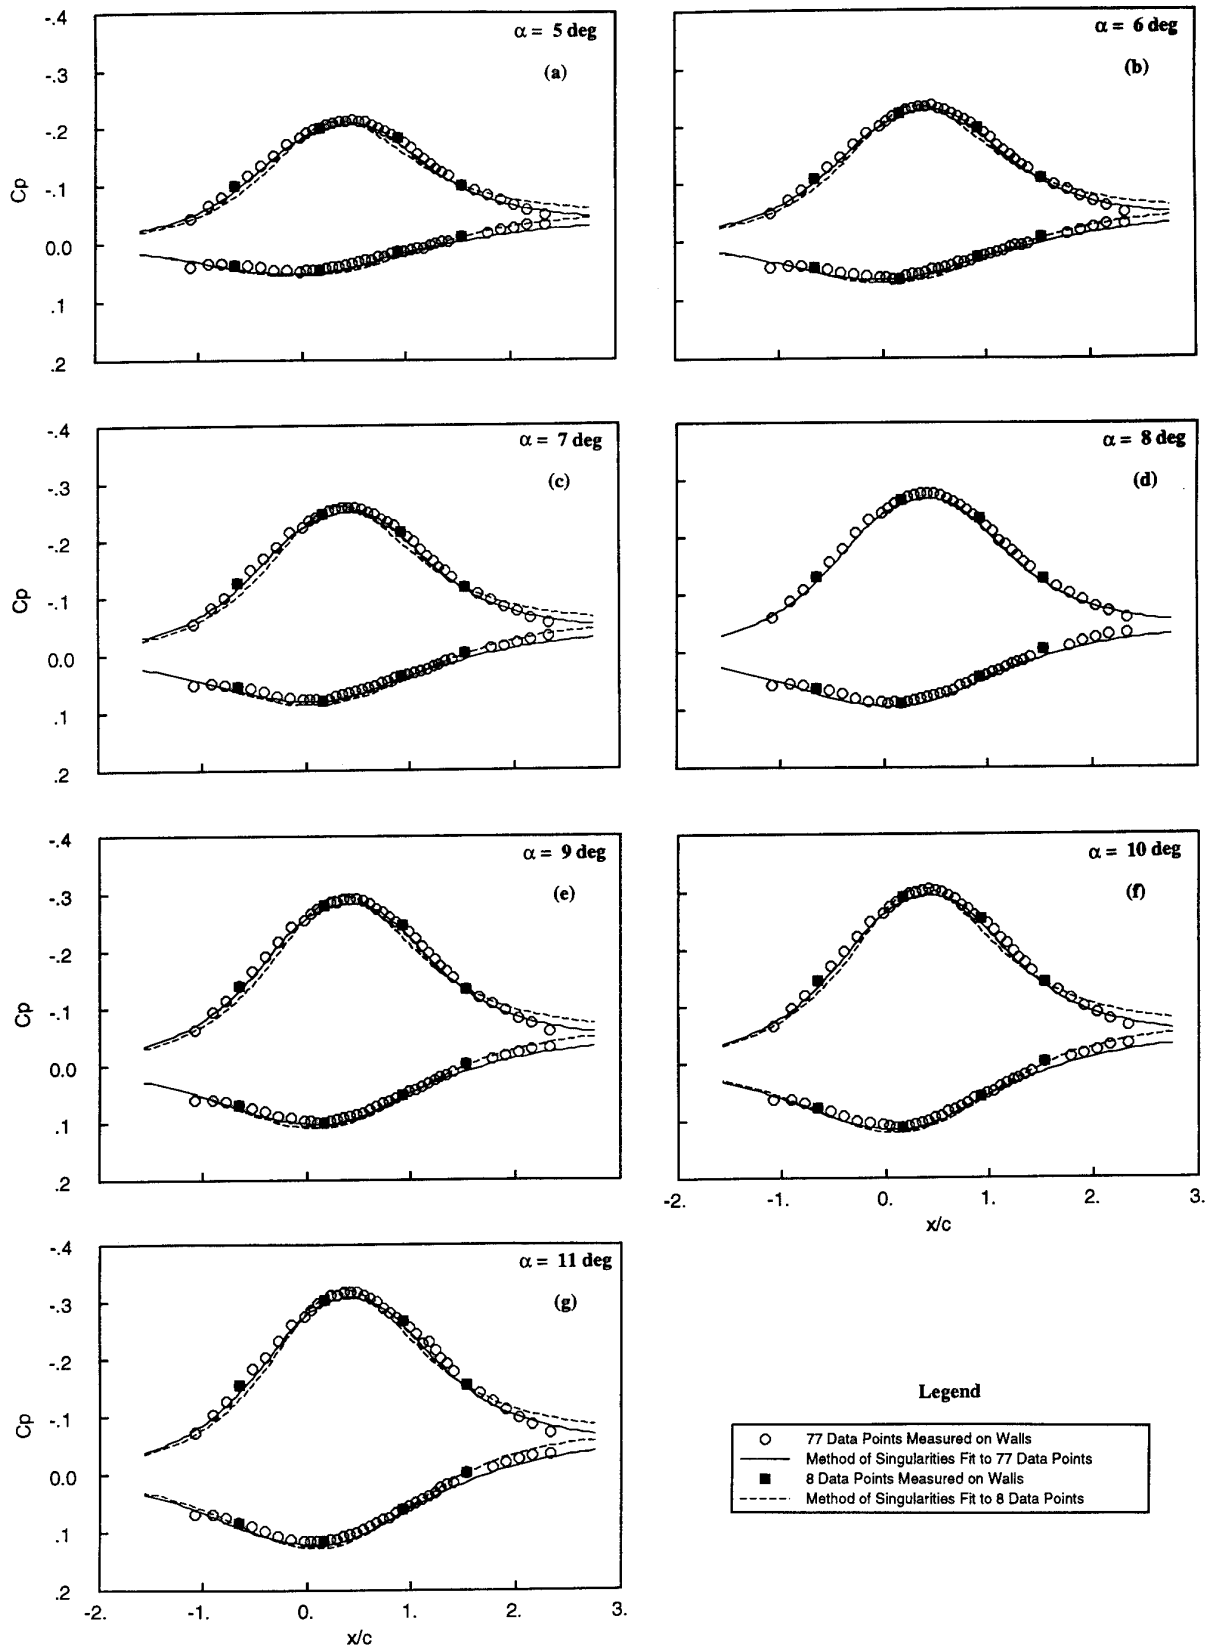 -.4
α = 5 deg
(a)
-.3
-.2
Cp
-.1
0.0
.1
.2
α = 6 deg
(b)
-.4
α = 7 deg
(c)
-.3
-.2
Cp
-.1
0.0
.1
.2
α = 8 deg
(d)
-.4
α = 9 deg
(e)
-.3
-.2
Cp
-.1
0.0
.1
.2
α = 10 deg
(f)
-2. -1. 0. 1. 2. 3.
x/c
-.4
α = 11 deg
(g)
-.3
-.2
Cp
-.1
0.0
.1
.2
-2. -1. 0. 1. 2. 3.
x/c
Legend
77 Data Points Measured on Walls
Method of Singularities Fit to 77 Data Points
8 Data Points Measured on Walls
Method of Singularities Fit to 8 Data Points